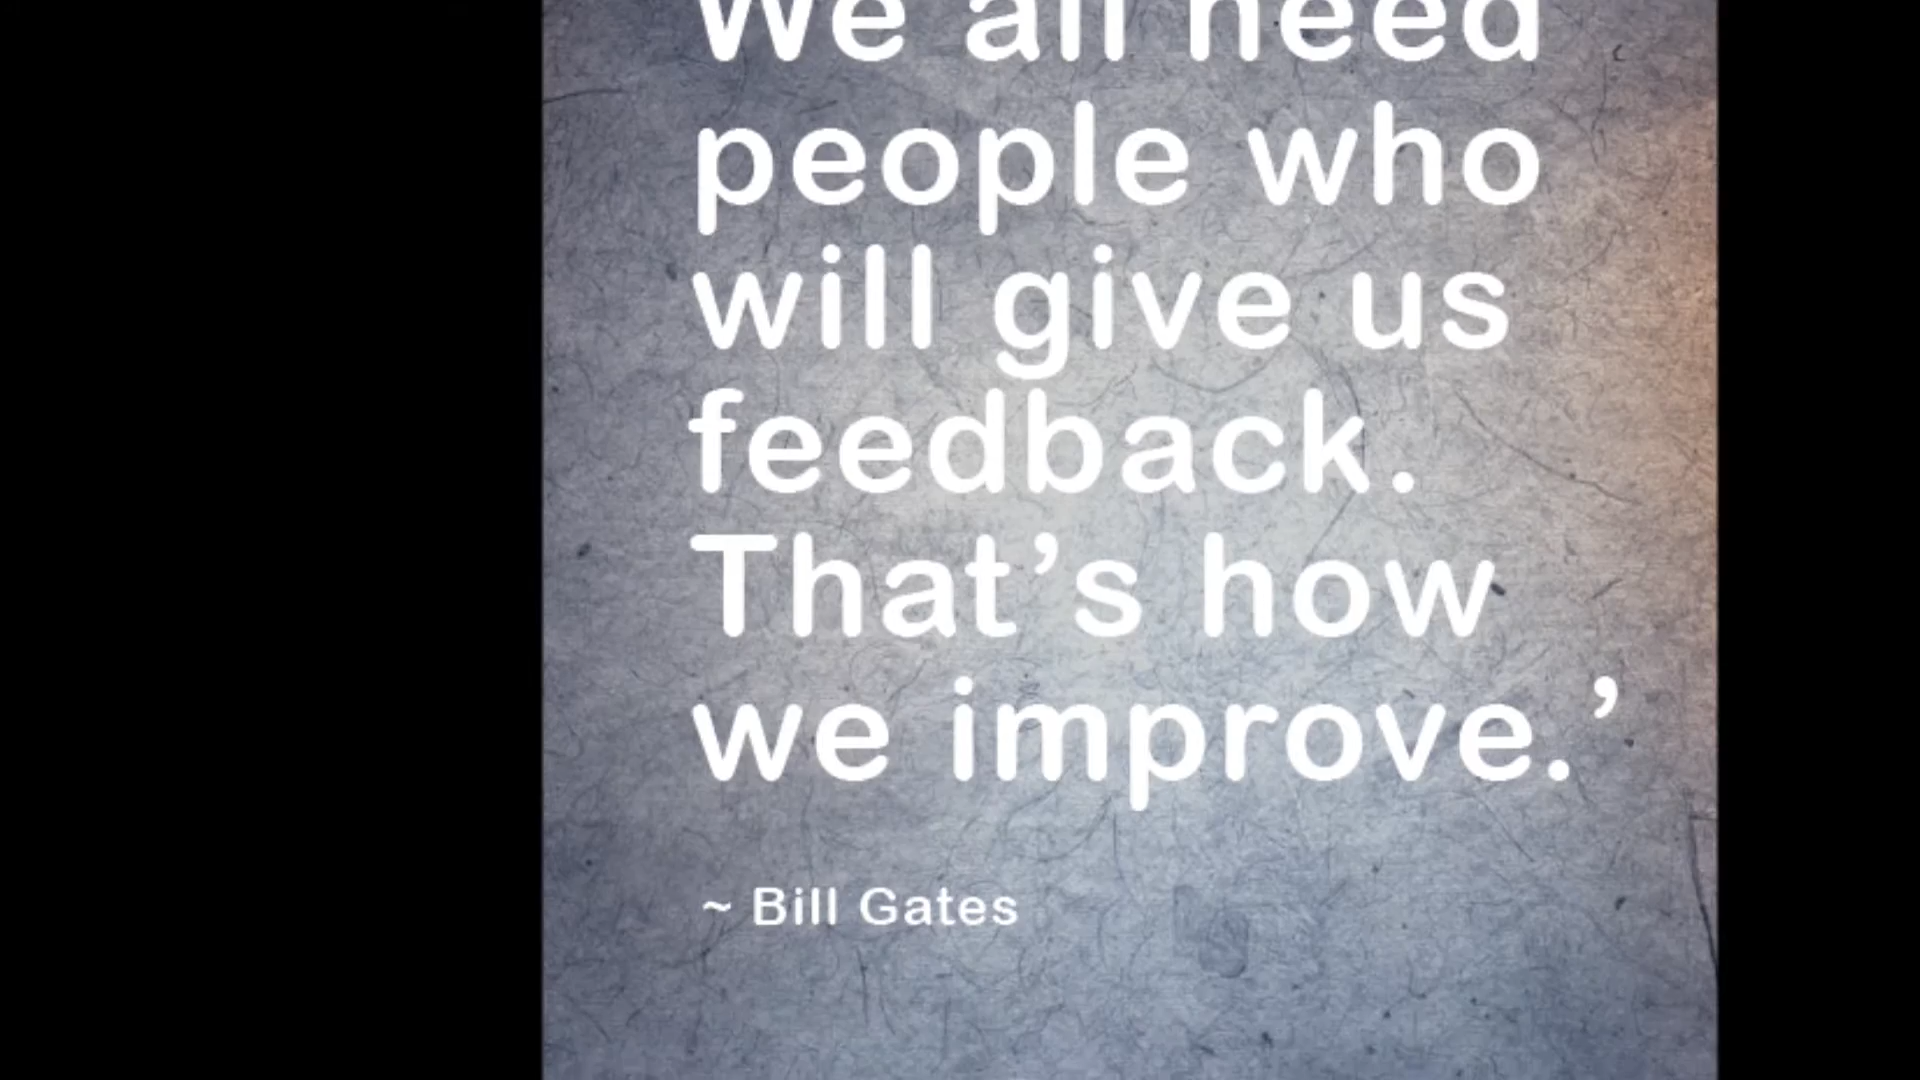 We all need
people who
will give us
feedback.
That’s how
we improve.’
~ Bill Gates